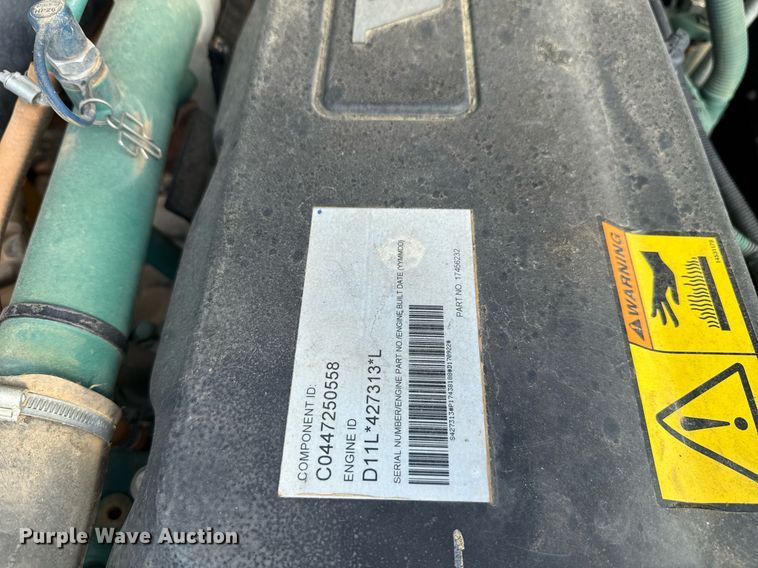 COMPONENT ID:
C0447250558
ENGINE ID
D11L*427313*L
SERIAL NUMBER/ENGINE PART NO./ENGINE BUILT DATE (YYMMDD)
PART NO. 17456232
WARNING
Purple Wave Auction